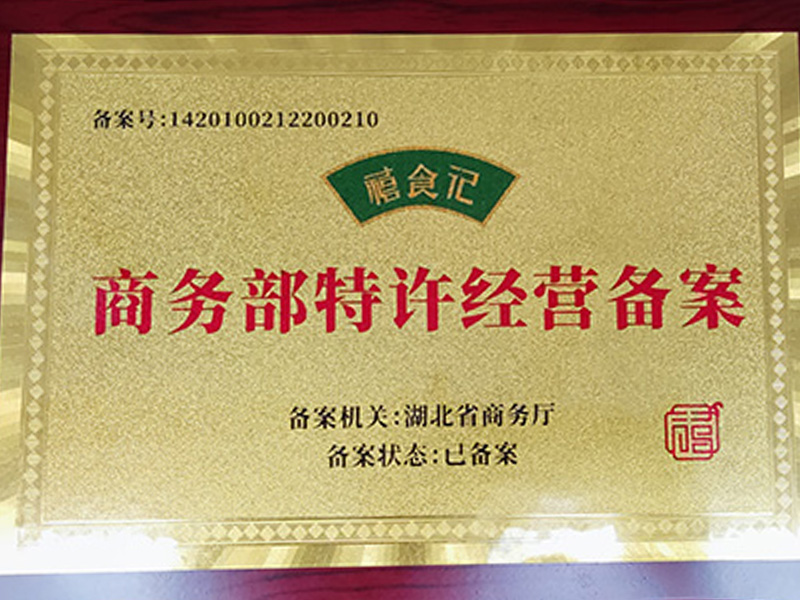 备案号:1420100212200210
禧食记
商务部特许经营备案
备案机关:湖北省商务厅
备案状态:已备案